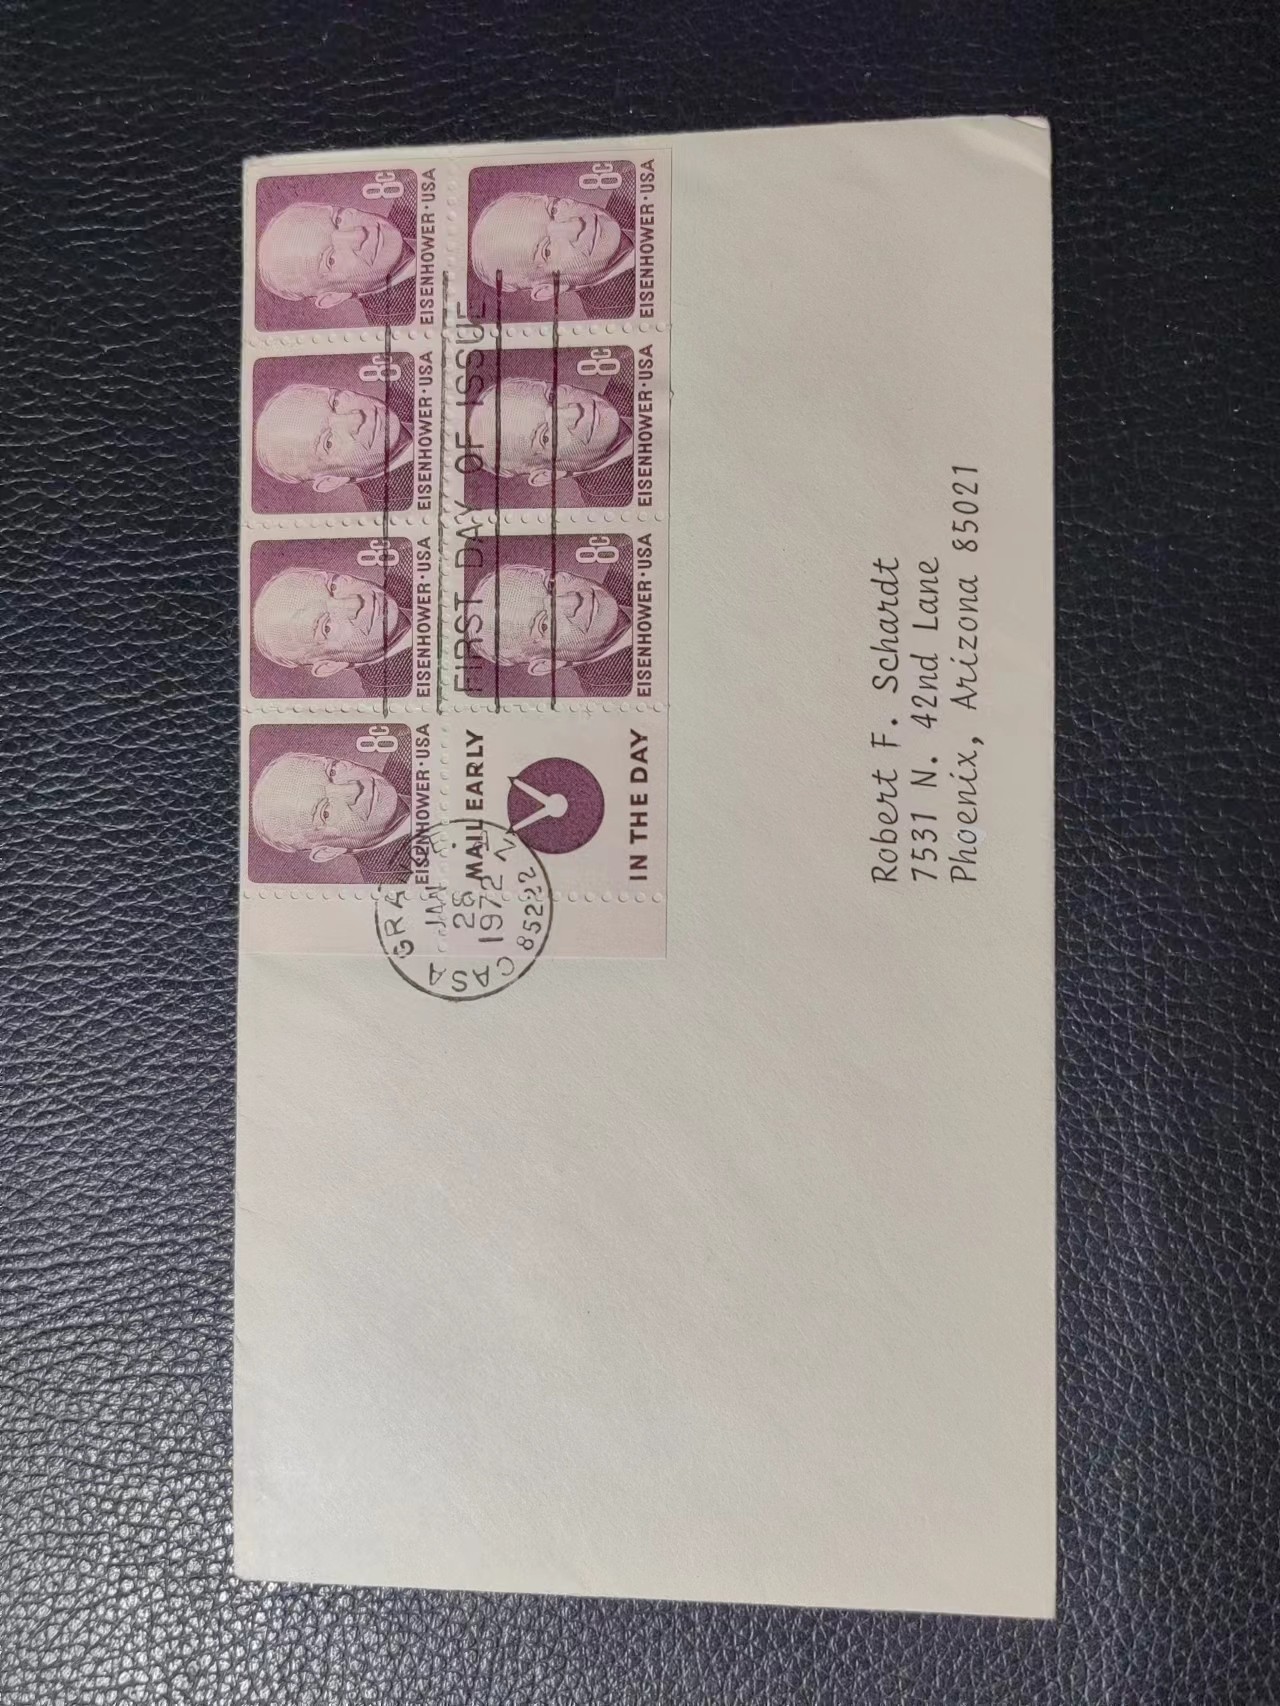 8c
EISENHOWER·USA
8c
EISENHOWER·USA
8c
EISENHOWER·USA
8c
EISENHOWER·USA
MAIL EARLY
IN THE DAY
8c
EISENHOWER·USA
8c
EISENHOWER·USA
8c
EISENHOWER·USA
FIRST DAY OF ISSUE
CASA GRA
JAN
28
1972
85222
Robert F. Schardt
7531 N. 42nd Lane
Phoenix, Arizona 85021